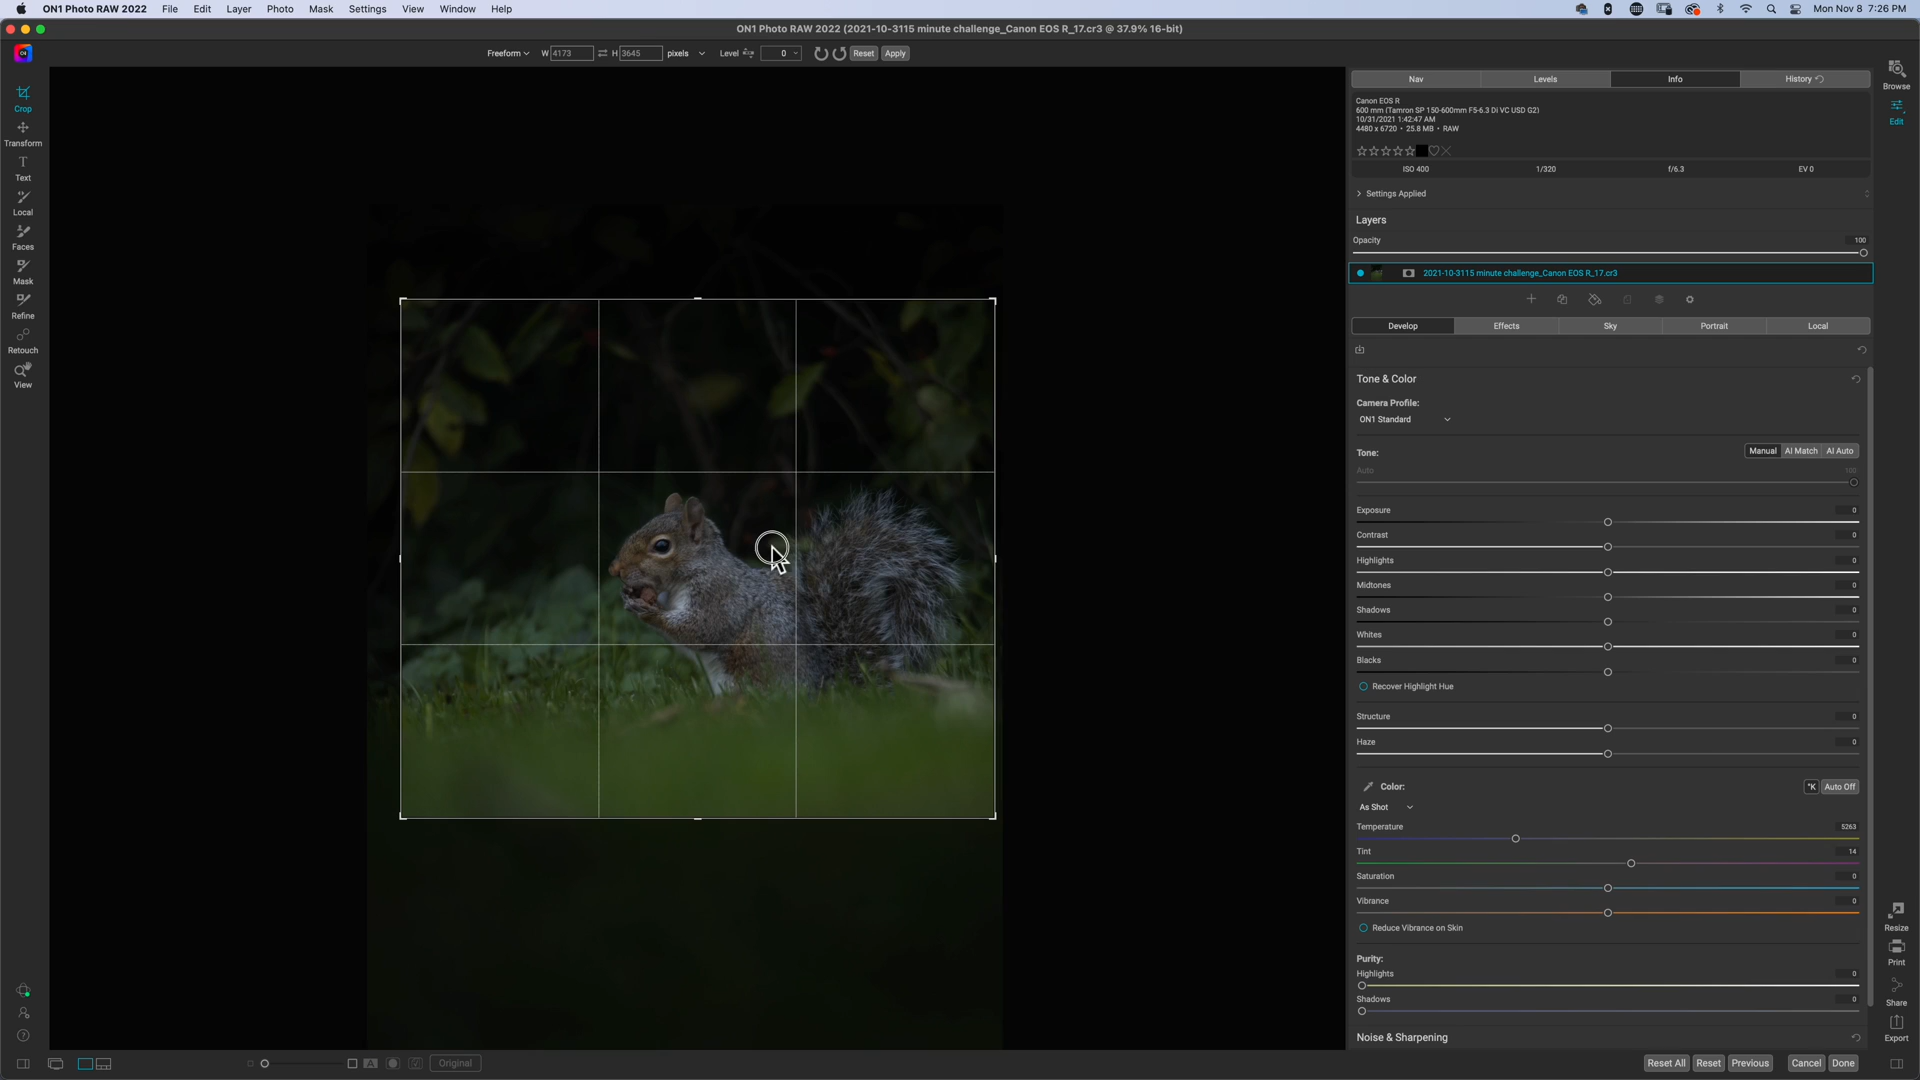 ON1 Photo RAW 2022 File Edit Layer Photo Mask Settings View Window Help Mon Nov 8 7:26 PM
ON1 Photo RAW 2022 (2021-10-3115 minute challenge_Canon EOS R_17.cr3 @ 37.9% 16-bit)
Freeform W 4173 H 3645 pixels Level 0 Reset Apply
Crop
Transform
Text
Local
Faces
Mask
Refine
Retouch
View
Nav Levels Info History
Canon EOS R
600 mm (Tamron SP 150-600mm F5-6.3 Di VC USD G2)
10/31/2021 1:42:47 AM
4480 x 6720 • 25.8 MB • RAW
ISO 400 1/320 f/6.3 EV 0
Settings Applied
Layers
Opacity 100
2021-10-3115 minute challenge_Canon EOS R_17.cr3
Develop Effects Sky Portrait Local
Tone & Color
Camera Profile:
ON1 Standard
Tone: Manual AI Match AI Auto
Auto 100
Exposure 0
Contrast 0
Highlights 0
Midtones 0
Shadows 0
Whites 0
Blacks 0
Recover Highlight Hue
Structure 0
Haze 0
Color: °K Auto Off
As Shot
Temperature 5263
Tint 14
Saturation 0
Vibrance 0
Reduce Vibrance on Skin
Purity:
Highlights 0
Shadows 0
Noise & Sharpening
Browse
Edit
Resize
Print
Share
Export
A Original
Reset All Reset Previous Cancel Done